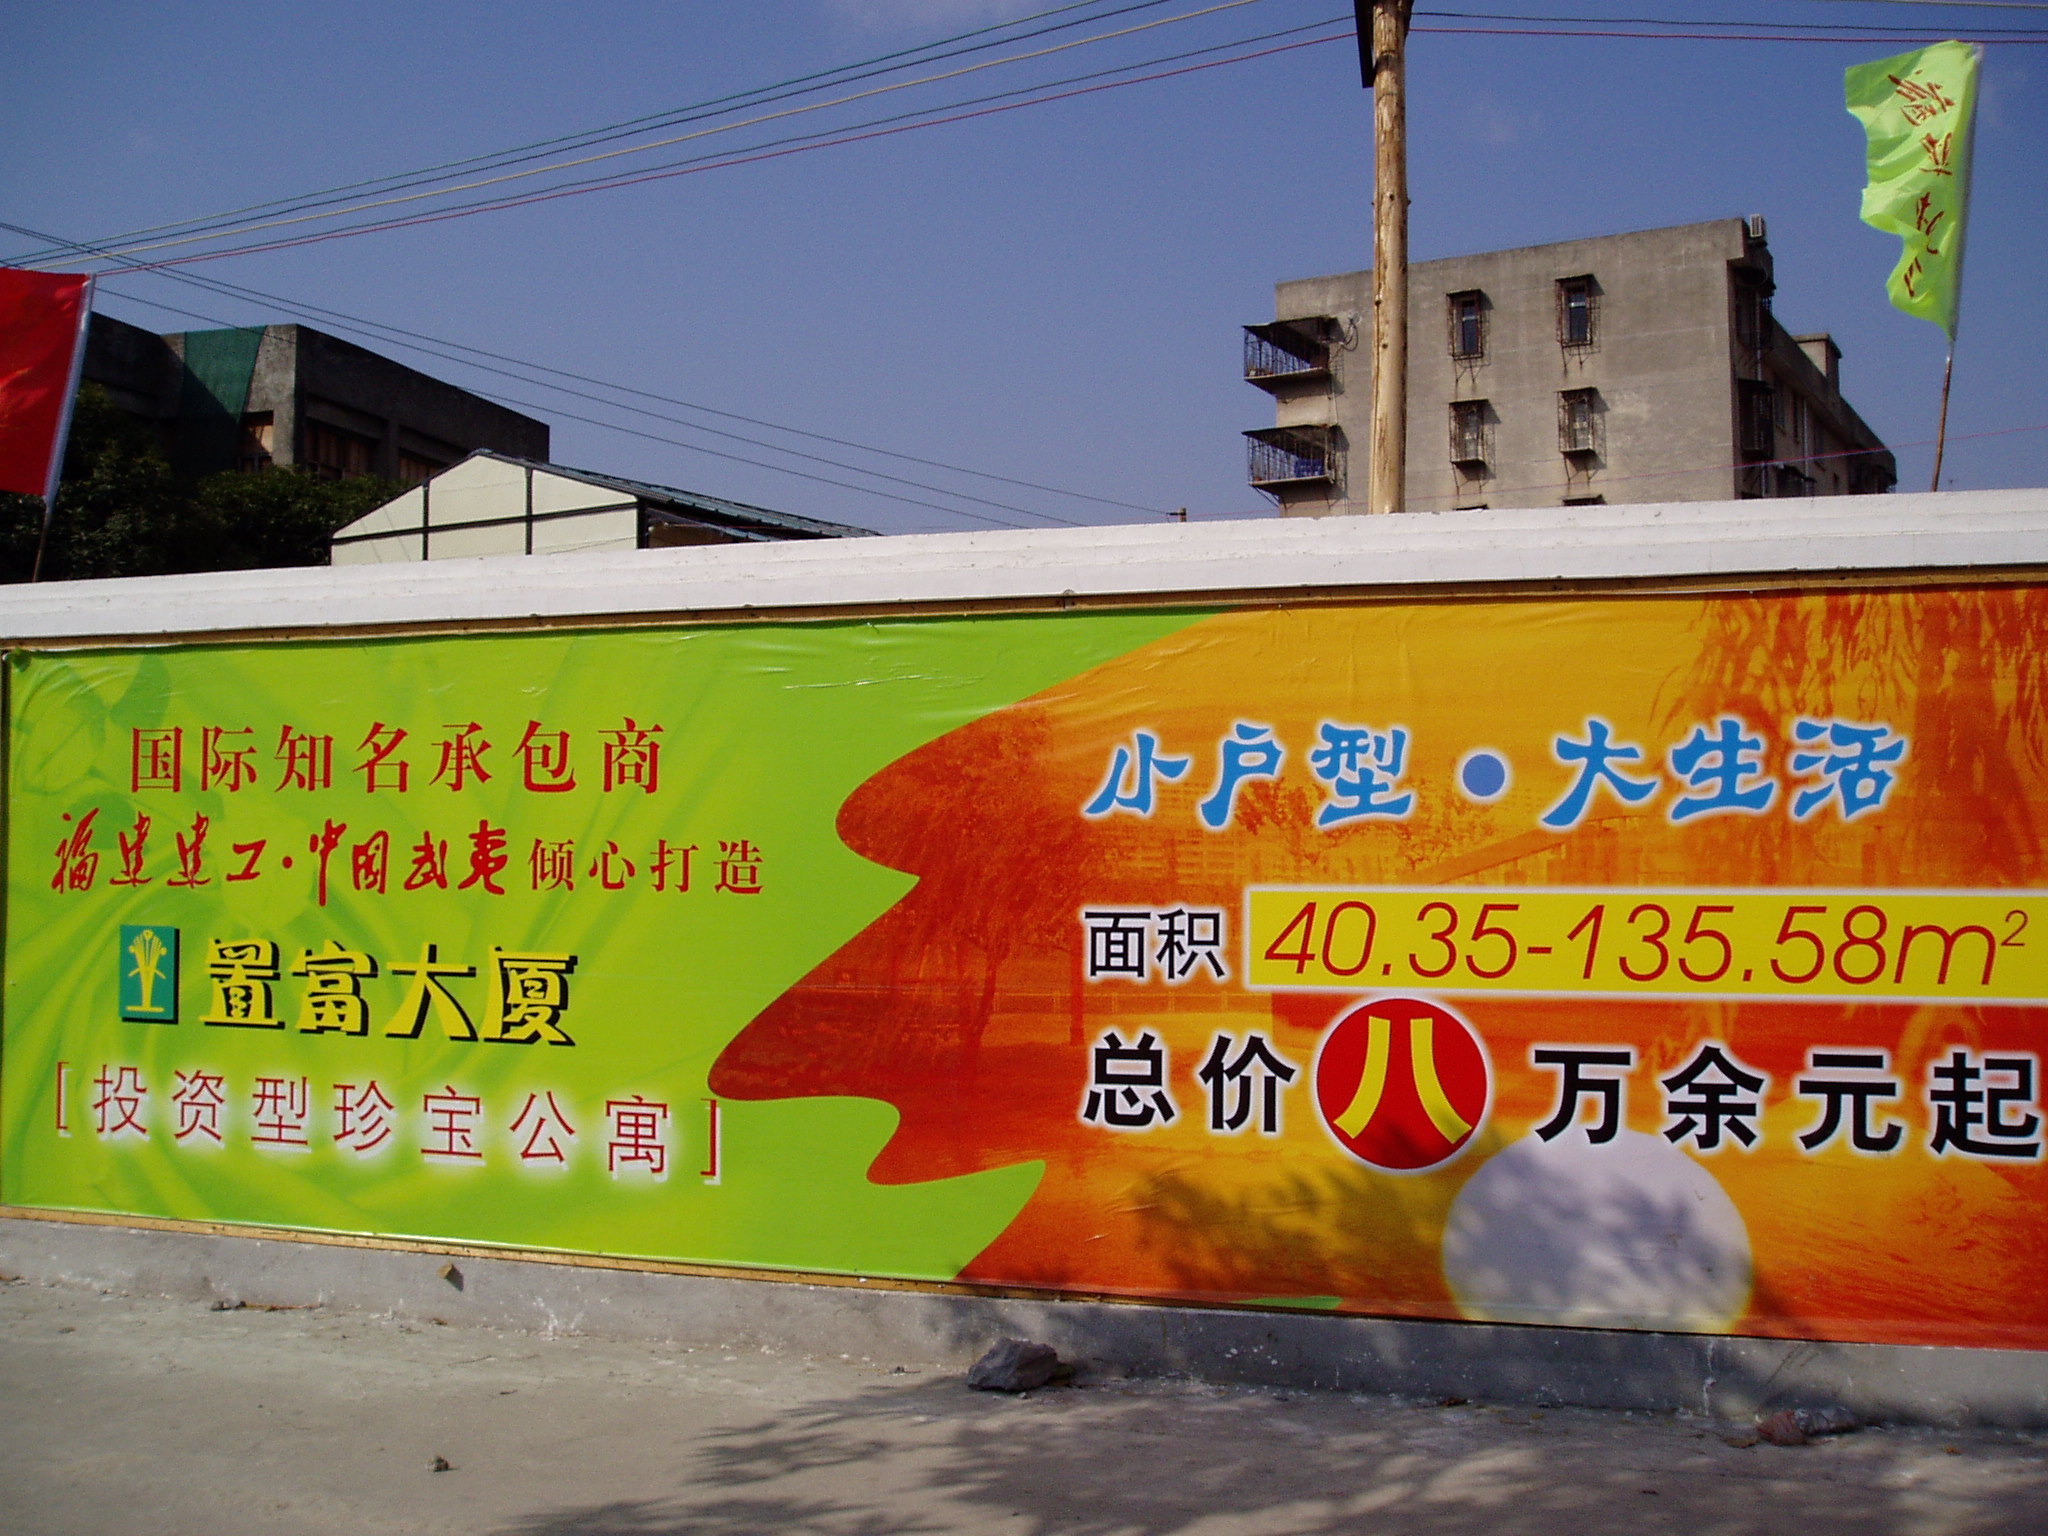 国际知名承包商
福建建工·中国武夷倾心打造
置富大厦
[投资型珍宝公寓]
小户型·大生活
面积 40.35-135.58m²
总价八万余元起